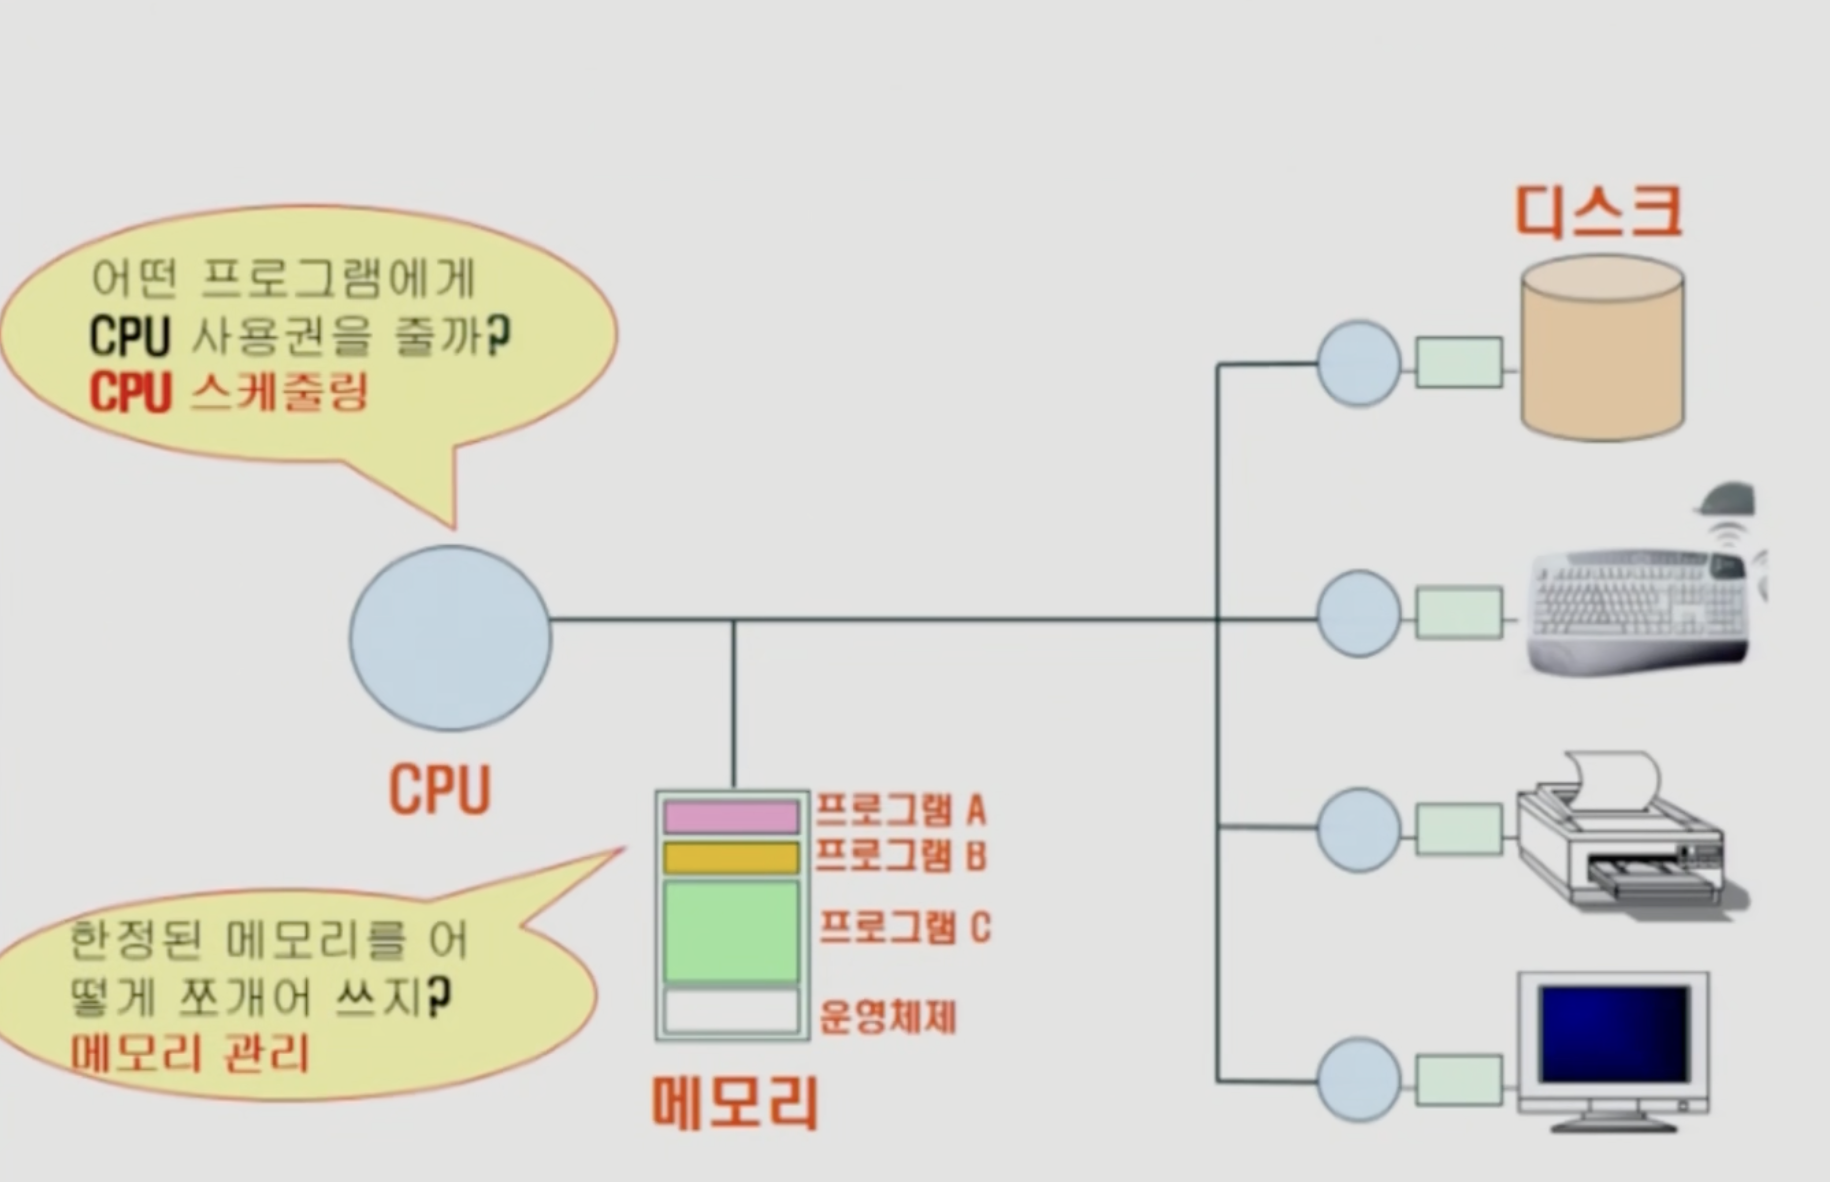 디스크
어떤 프로그램에게
CPU 사용권을 줄까?
CPU 스케줄링
CPU
프로그램 A
프로그램 B
프로그램 C
운영체제
메모리
한정된 메모리를 어
떻게 쪼개어 쓰지?
메모리 관리